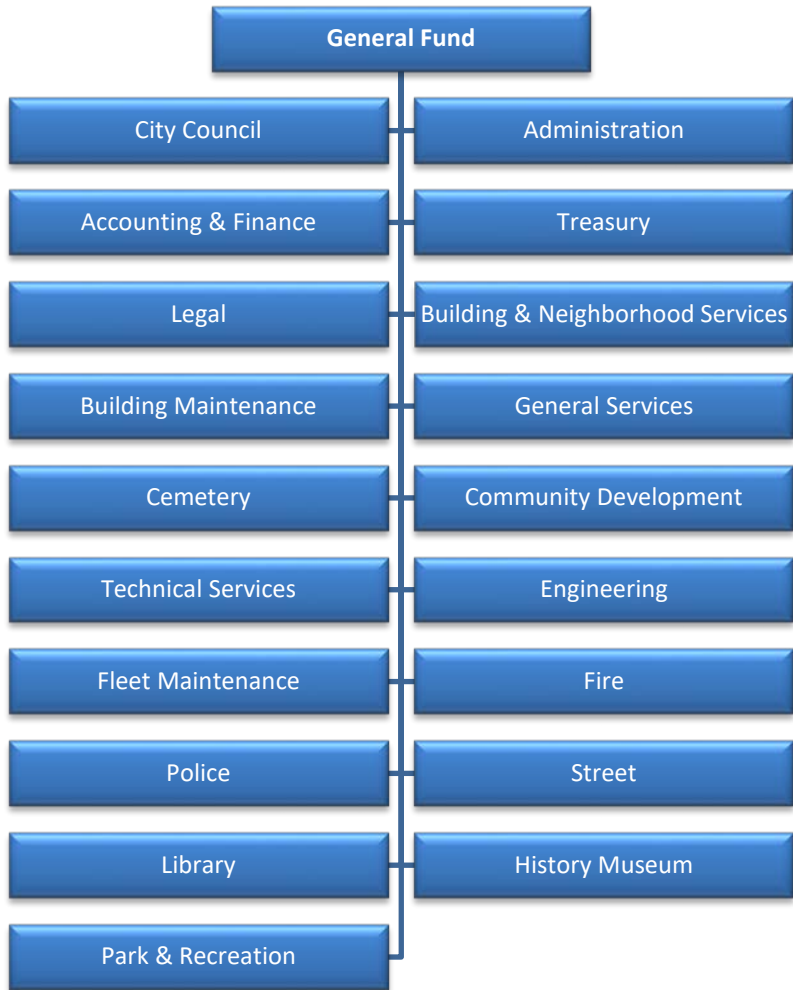 General Fund
City Council
Administration
Accounting & Finance
Treasury
Legal
Building & Neighborhood Services
Building Maintenance
General Services
Cemetery
Community Development
Technical Services
Engineering
Fleet Maintenance
Fire
Police
Street
Library
History Museum
Park & Recreation